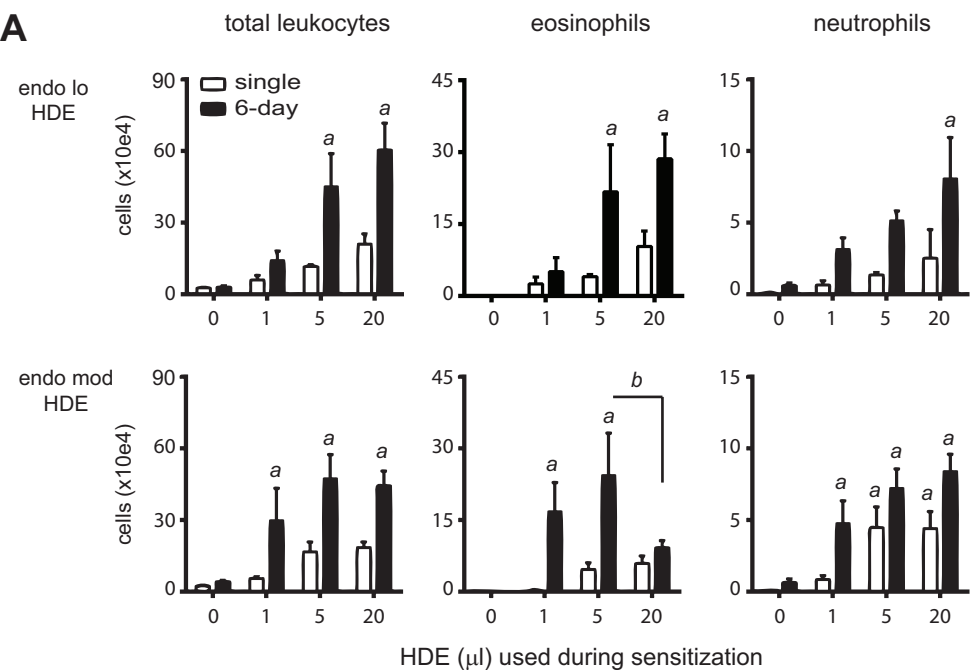 A
total leukocytes
eosinophils
neutrophils
endo lo
HDE
cells (x10e4)
90
60
30
0
single
6-day
a
a
0 1 5 20
45
30
15
0
a
a
0 1 5 20
15
10
5
0
a
0 1 5 20
endo mod
HDE
cells (x10e4)
90
60
30
0
a
a
a
0 1 5 20
45
30
15
0
a
a
b
0 1 5 20
15
10
5
0
a
a
a
a
a
0 1 5 20
HDE (µl) used during sensitization